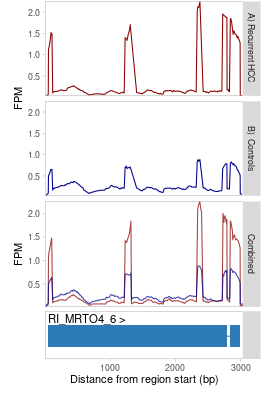 2.0
1.5
1.0
0.5
FPM
A) Recurrent HCC
2.0
1.5
1.0
0.5
B) Controls
2.0
1.5
1.0
0.5
FPM
Combined
RI_MRTO4_6 >
1000
2000
3000
Distance from region start (bp)